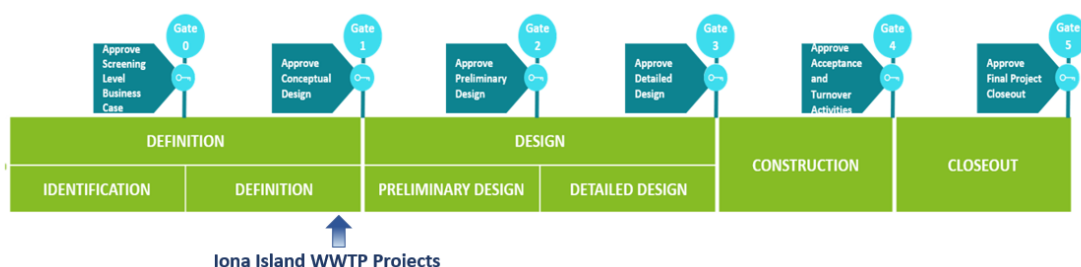 Gate
0
Gate
1
Gate
2
Gate
3
Gate
4
Gate
5
Approve
Screening
Level
Business
Case
Approve
Conceptual
Design
Approve
Preliminary
Design
Approve
Detailed
Design
Approve
Acceptance
and
Turnover
Activities
Approve
Final Project
Closeout
DEFINITION
DESIGN
CONSTRUCTION
CLOSEOUT
IDENTIFICATION
DEFINITION
PRELIMINARY DESIGN
DETAILED DESIGN
Iona Island WWTP Projects